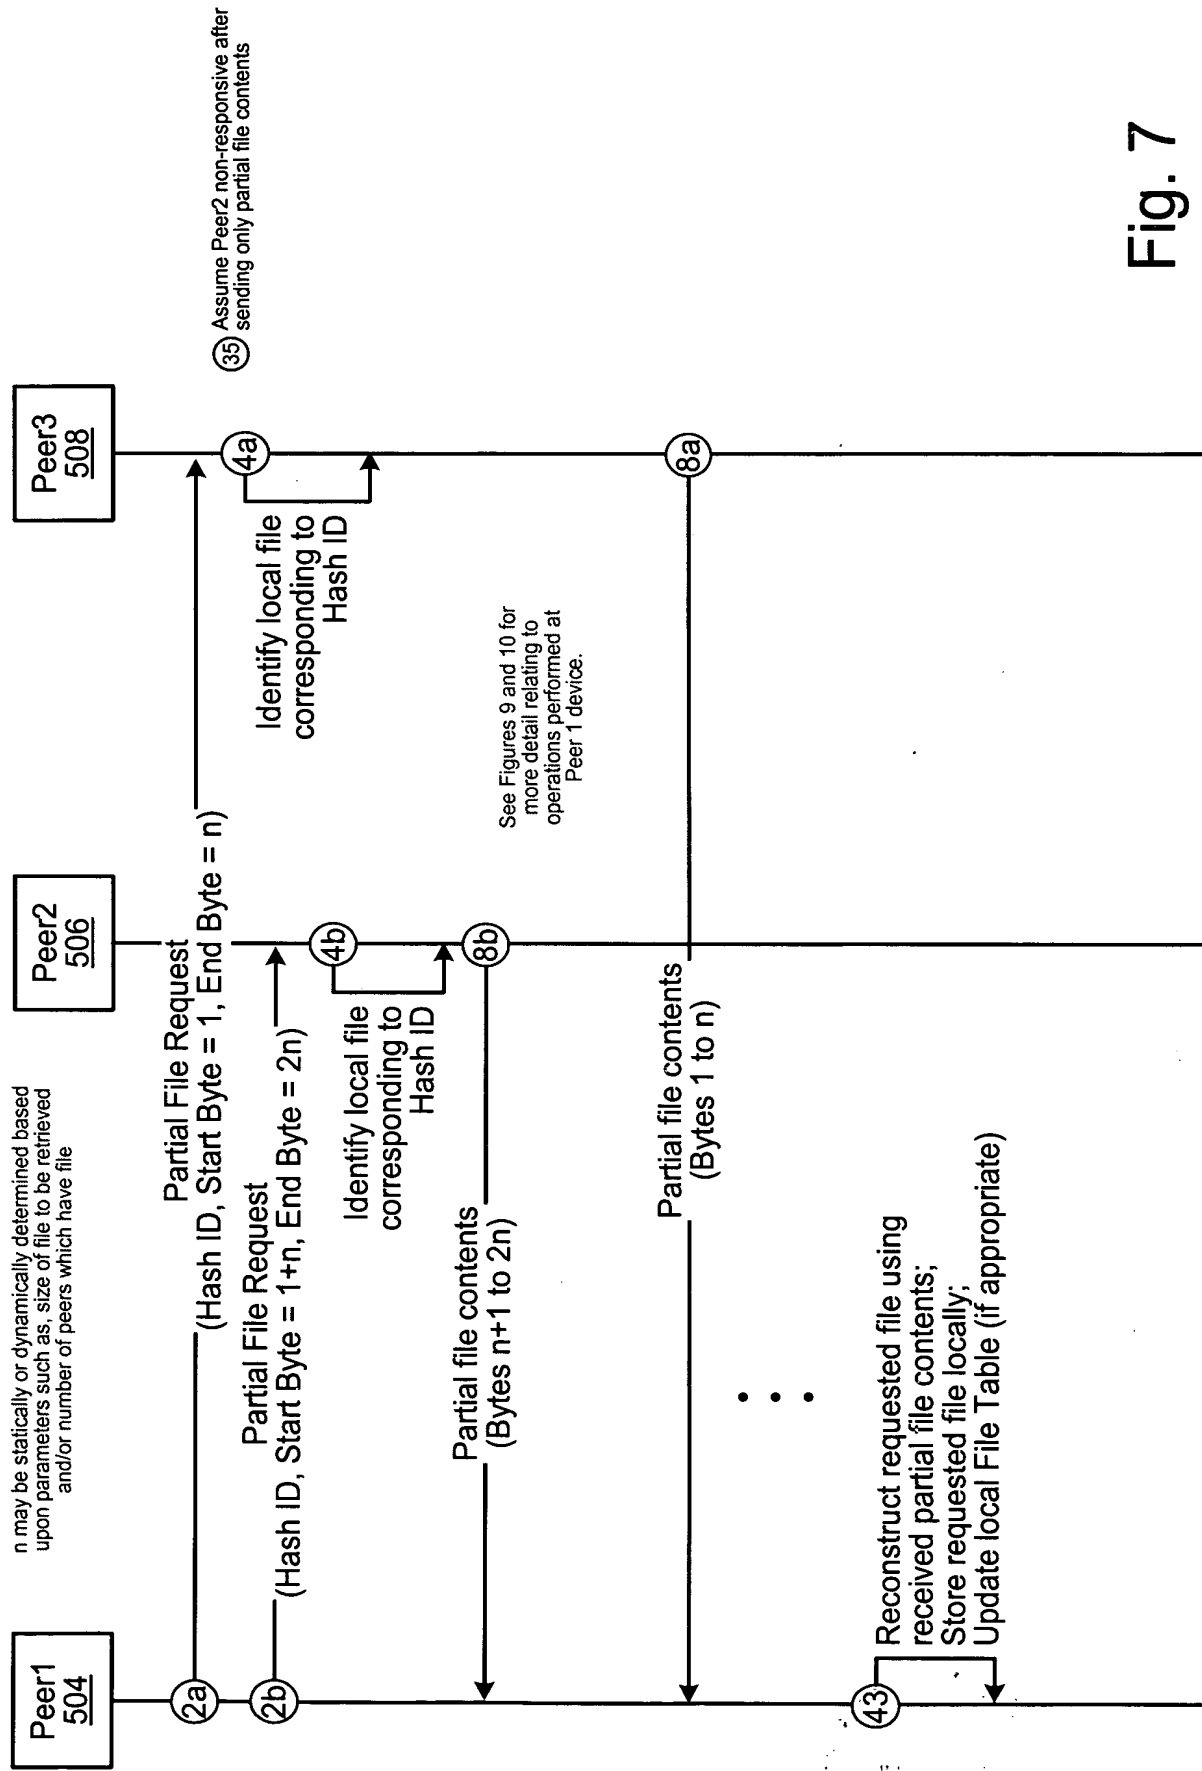 Peer1
504
Peer2
506
Peer3
508
n may be statically or dynamically determined based
upon parameters such as, size of file to be retrieved
and/or number of peers which have file
2a
Partial File Request
(Hash ID, Start Byte = 1, End Byte = n)
35
Assume Peer2 non-responsive after
sending only partial file contents
2b
Partial File Request
(Hash ID, Start Byte = 1+n, End Byte = 2n)
4a
Identify local file
corresponding to
Hash ID
4b
Identify local file
corresponding to
Hash ID
8b
Partial file contents
(Bytes n+1 to 2n)
See Figures 9 and 10 for
more detail relating to
operations performed at
Peer 1 device.
8a
Partial file contents
(Bytes 1 to n)
43
Reconstruct requested file using
received partial file contents;
Store requested file locally;
Update local File Table (if appropriate)
Fig. 7